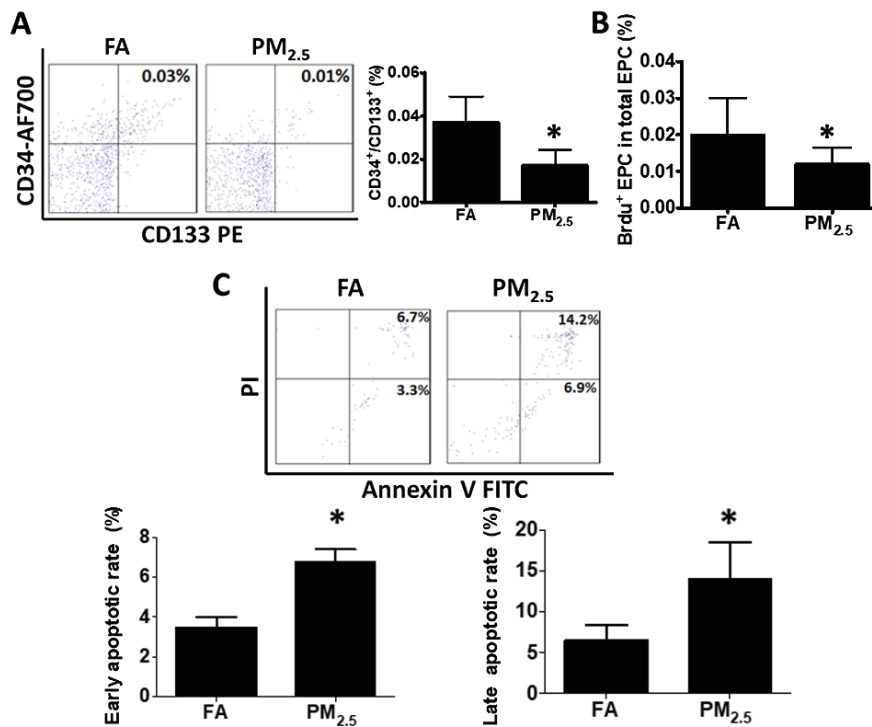 A
FA
PM2.5
0.03%
0.01%
CD34-AF700
CD133 PE
CD34+/CD133+ (%)
0.06
0.04
0.02
0.00
*
FA
PM2.5
B
Brdu+ EPC in total EPC (%)
0.04
0.03
0.02
0.01
0.00
*
FA
PM2.5
C
FA
PM2.5
6.7%
3.3%
14.2%
6.9%
PI
Annexin V FITC
Early apoptotic rate (%)
8
6
4
2
0
*
FA
PM2.5
Late apoptotic rate (%)
20
15
10
5
0
*
FA
PM2.5